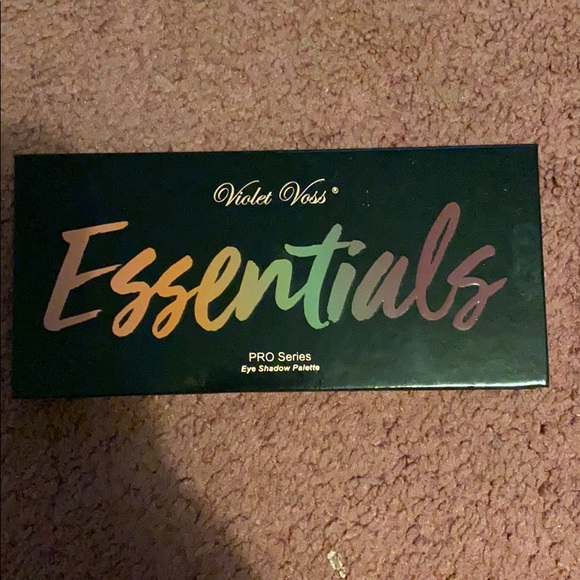 Violet Voss®
Essentials
PRO Series
Eye Shadow Palette